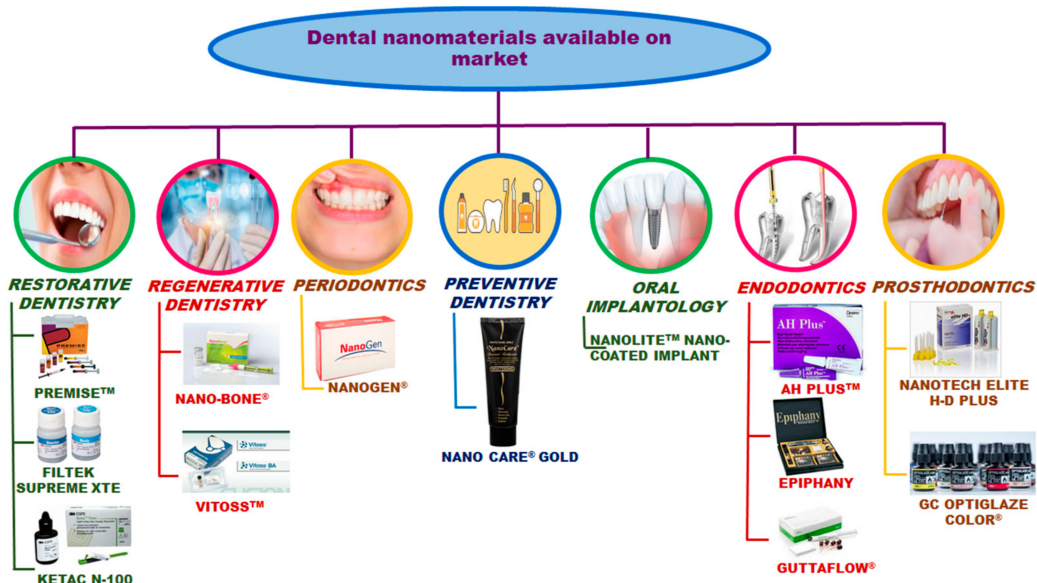 Dental nanomaterials available on
market
RESTORATIVE
DENTISTRY
PREMISE™
PREMISE
FILTEK
SUPREME XTE
KETAC N-100
REGENERATIVE
DENTISTRY
NANO-BONE®
Vitoss
Vitoss BA
VITOSS™
PERIODONTICS
NanoGen
NANOGEN®
PREVENTIVE
DENTISTRY
NanoCare
NANO CARE® GOLD
ORAL
IMPLANTOLOGY
NANOLITE™ NANO-
COATED IMPLANT
ENDODONTICS
AH Plus
AH PLUS™
Epiphany
EPIPHANY
GUTTAFLOW®
PROSTHODONTICS
NANOTECH ELITE
H-D PLUS
GC OPTIGLAZE
COLOR®